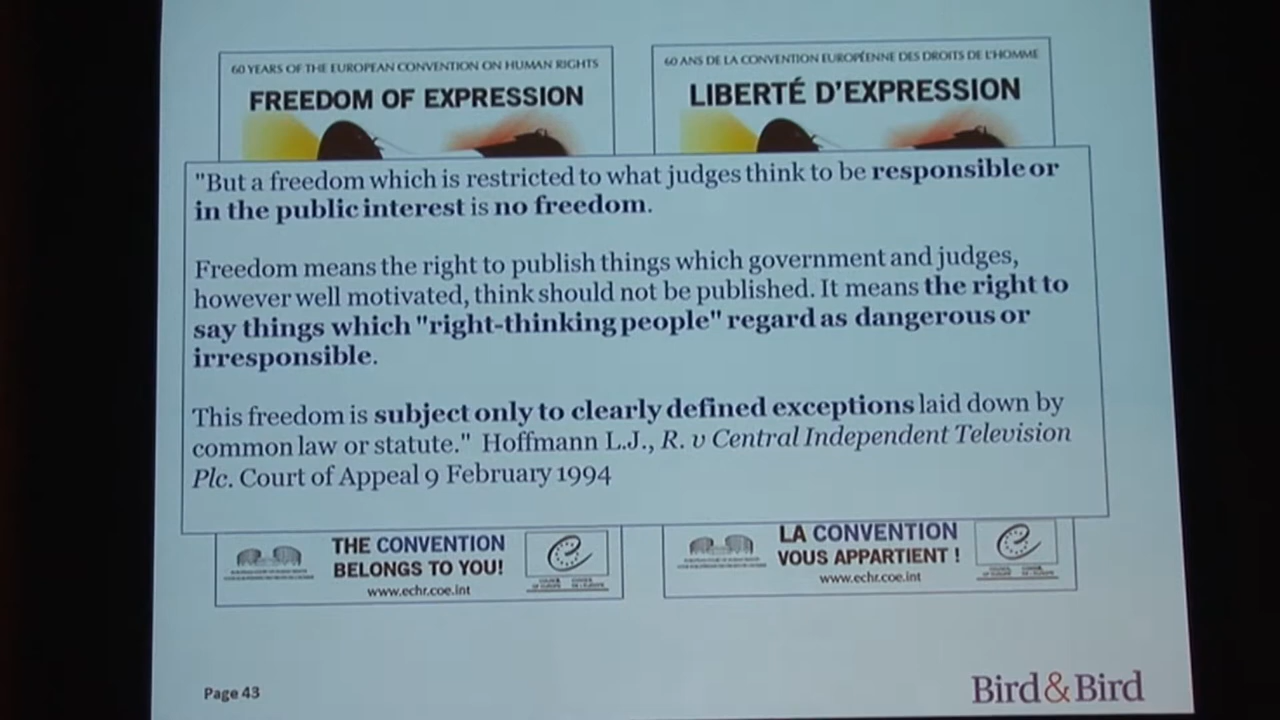 60 YEARS OF THE EUROPEAN CONVENTION ON HUMAN RIGHTS
FREEDOM OF EXPRESSION
60 ANS DE LA CONVENTION EUROPÉENNE DES DROITS DE L'HOMME
LIBERTÉ D'EXPRESSION
"But a freedom which is restricted to what judges think to be responsible or
in the public interest is no freedom.
Freedom means the right to publish things which government and judges,
however well motivated, think should not be published. It means the right to
say things which "right-thinking people" regard as dangerous or
irresponsible.
This freedom is subject only to clearly defined exceptions laid down by
common law or statute." Hoffmann L.J., R. v Central Independent Television
Plc. Court of Appeal 9 February 1994
THE CONVENTION
BELONGS TO YOU!
www.echr.coe.int
LA CONVENTION
VOUS APPARTIENT !
www.echr.coe.int
Page 43
Bird&Bird